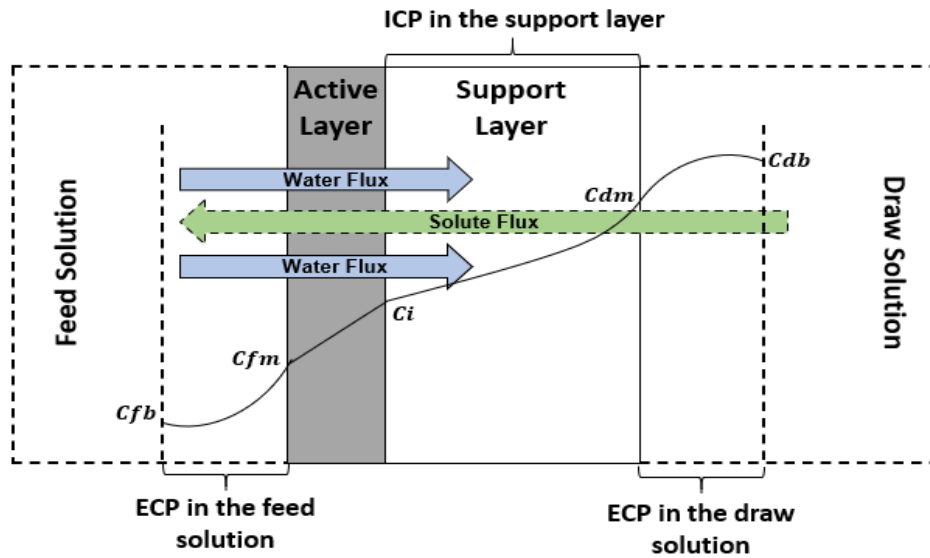 ICP in the support layer
Active
Layer
Support
Layer
Water Flux
Solute Flux
Water Flux
Feed Solution
Draw Solution
Cdb
Cdm
Ci
Cfm
Cfb
ECP in the feed
solution
ECP in the draw
solution